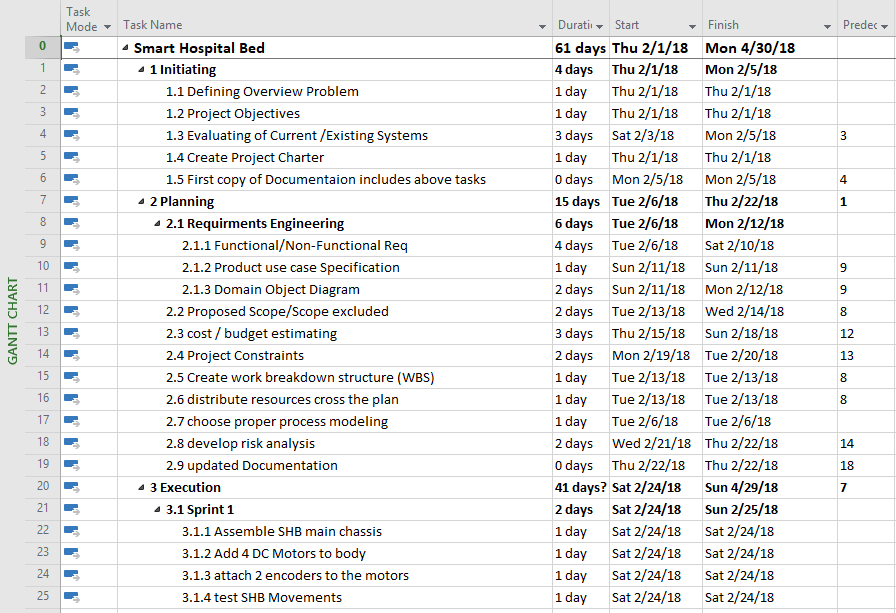 Task Mode Task Name Duratic Start Finish Predec
0 Smart Hospital Bed 61 days Thu 2/1/18 Mon 4/30/18
1 1 Initiating 4 days Thu 2/1/18 Mon 2/5/18
2 1.1 Defining Overview Problem 1 day Thu 2/1/18 Thu 2/1/18
3 1.2 Project Objectives 1 day Thu 2/1/18 Thu 2/1/18
4 1.3 Evaluating of Current /Existing Systems 3 days Sat 2/3/18 Mon 2/5/18 3
5 1.4 Create Project Charter 1 day Thu 2/1/18 Thu 2/1/18
6 1.5 First copy of Documentaion includes above tasks 0 days Mon 2/5/18 Mon 2/5/18 4
7 2 Planning 15 days Tue 2/6/18 Thu 2/22/18 1
8 2.1 Requirments Engineering 6 days Tue 2/6/18 Mon 2/12/18
9 2.1.1 Functional/Non-Functional Req 4 days Tue 2/6/18 Sat 2/10/18
10 2.1.2 Product use case Specification 1 day Sun 2/11/18 Sun 2/11/18 9
11 2.1.3 Domain Object Diagram 2 days Sun 2/11/18 Mon 2/12/18 9
12 2.2 Proposed Scope/Scope excluded 2 days Tue 2/13/18 Wed 2/14/18 8
13 2.3 cost / budget estimating 3 days Thu 2/15/18 Sun 2/18/18 12
14 2.4 Project Constraints 2 days Mon 2/19/18 Tue 2/20/18 13
15 2.5 Create work breakdown structure (WBS) 1 day Tue 2/13/18 Tue 2/13/18 8
16 2.6 distribute resources cross the plan 1 day Tue 2/13/18 Tue 2/13/18 8
17 2.7 choose proper process modeling 1 day Tue 2/6/18 Tue 2/6/18
18 2.8 develop risk analysis 2 days Wed 2/21/18 Thu 2/22/18 14
19 2.9 updated Documentation 0 days Thu 2/22/18 Thu 2/22/18 18
20 3 Execution 41 days? Sat 2/24/18 Sun 4/29/18 7
21 3.1 Sprint 1 2 days Sat 2/24/18 Sun 2/25/18
22 3.1.1 Assemble SHB main chassis 1 day Sat 2/24/18 Sat 2/24/18
23 3.1.2 Add 4 DC Motors to body 1 day Sat 2/24/18 Sat 2/24/18
24 3.1.3 attach 2 encoders to the motors 1 day Sat 2/24/18 Sat 2/24/18
25 3.1.4 test SHB Movements 1 day Sat 2/24/18 Sat 2/24/18
GANTT CHART